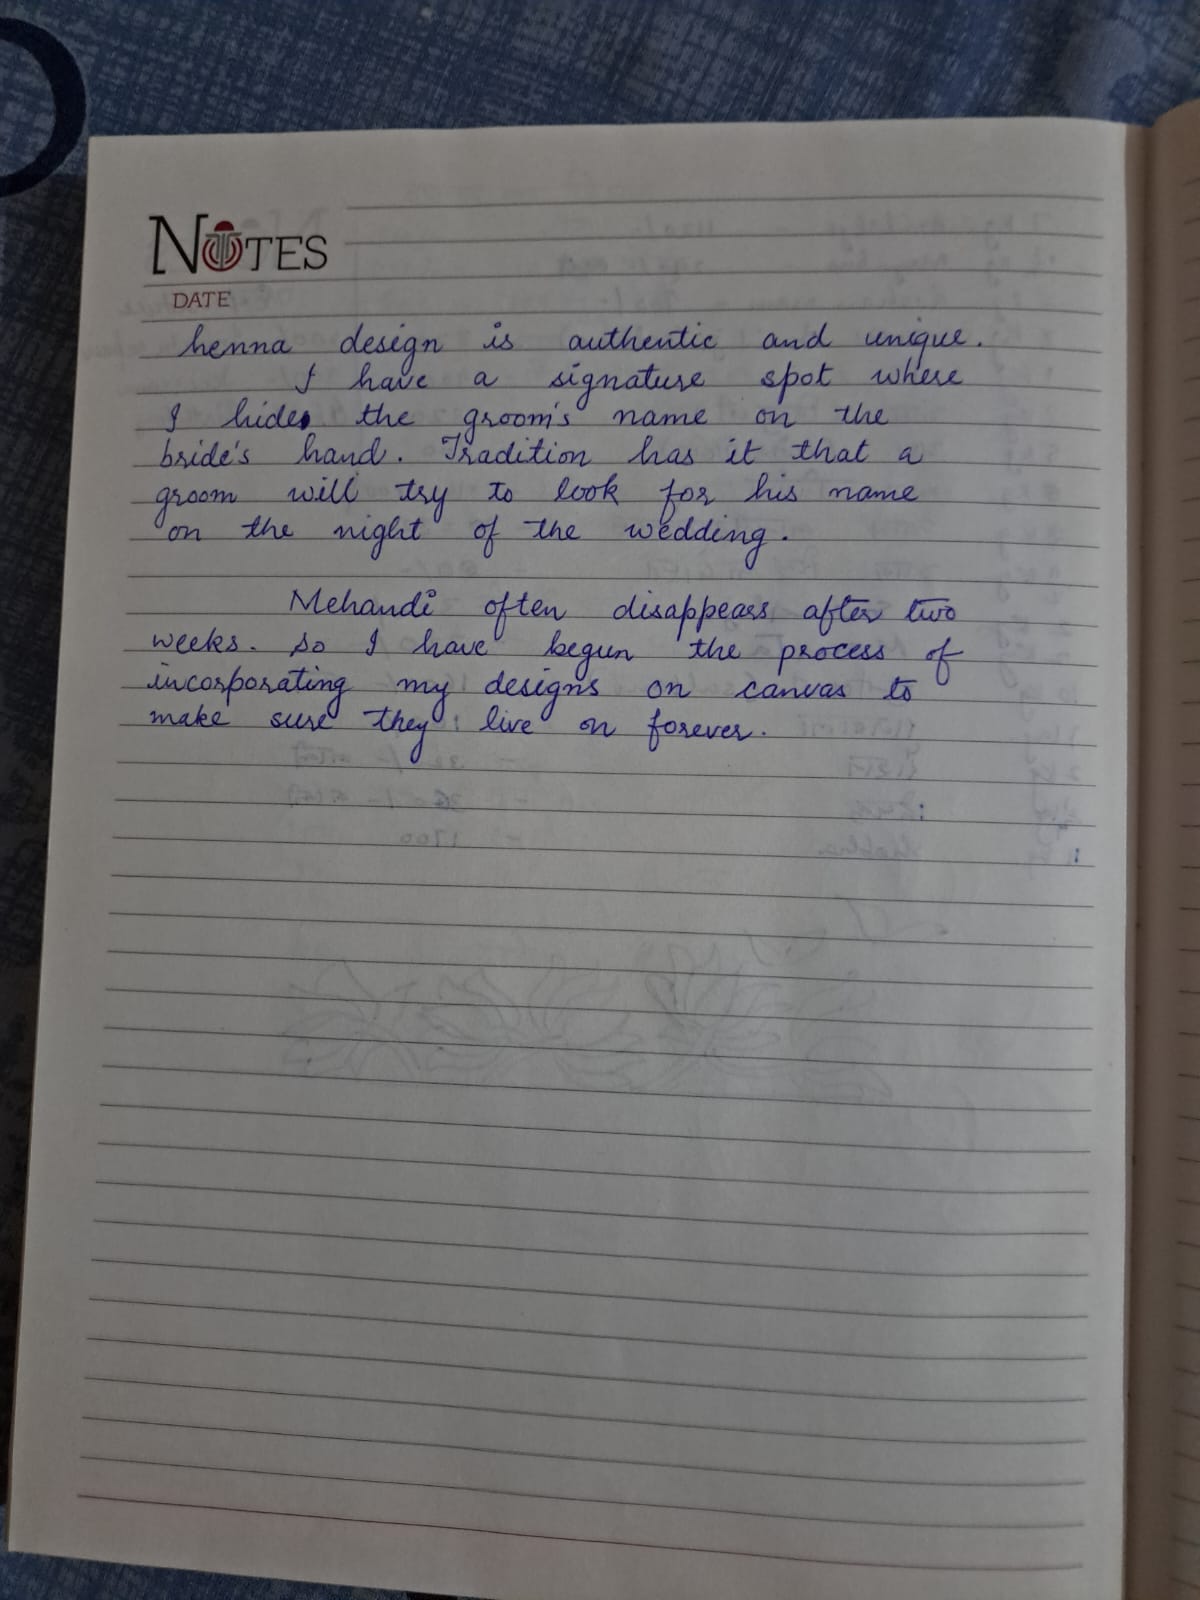 NOTES
DATE
henna design is authentic and unique.
I have a signature spot where
I hide the groom's name on the
bride's hand. Tradition has it that a
groom will try to look for his name
on the night of the wedding.
Mehandi often disappears after two
weeks. So I have begun the process of
incorporating my designs on canvas to
make sure they live on forever.